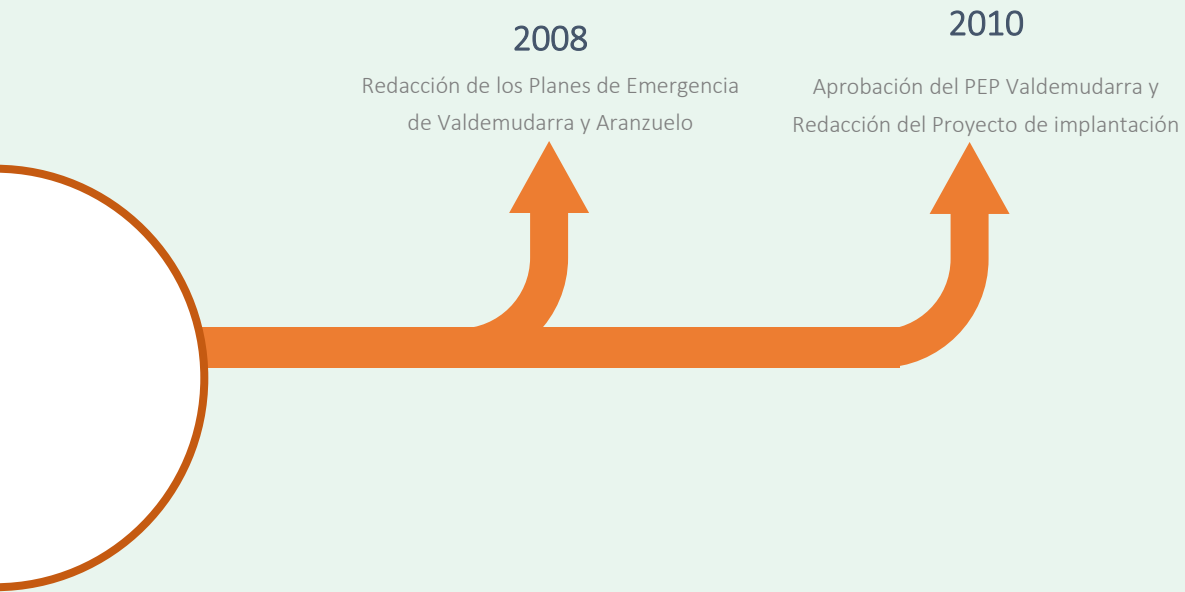 2008
Redacción de los Planes de Emergencia
de Valdemudarra y Aranzuelo
2010
Aprobación del PEP Valdemudarra y
Redacción del Proyecto de implantación